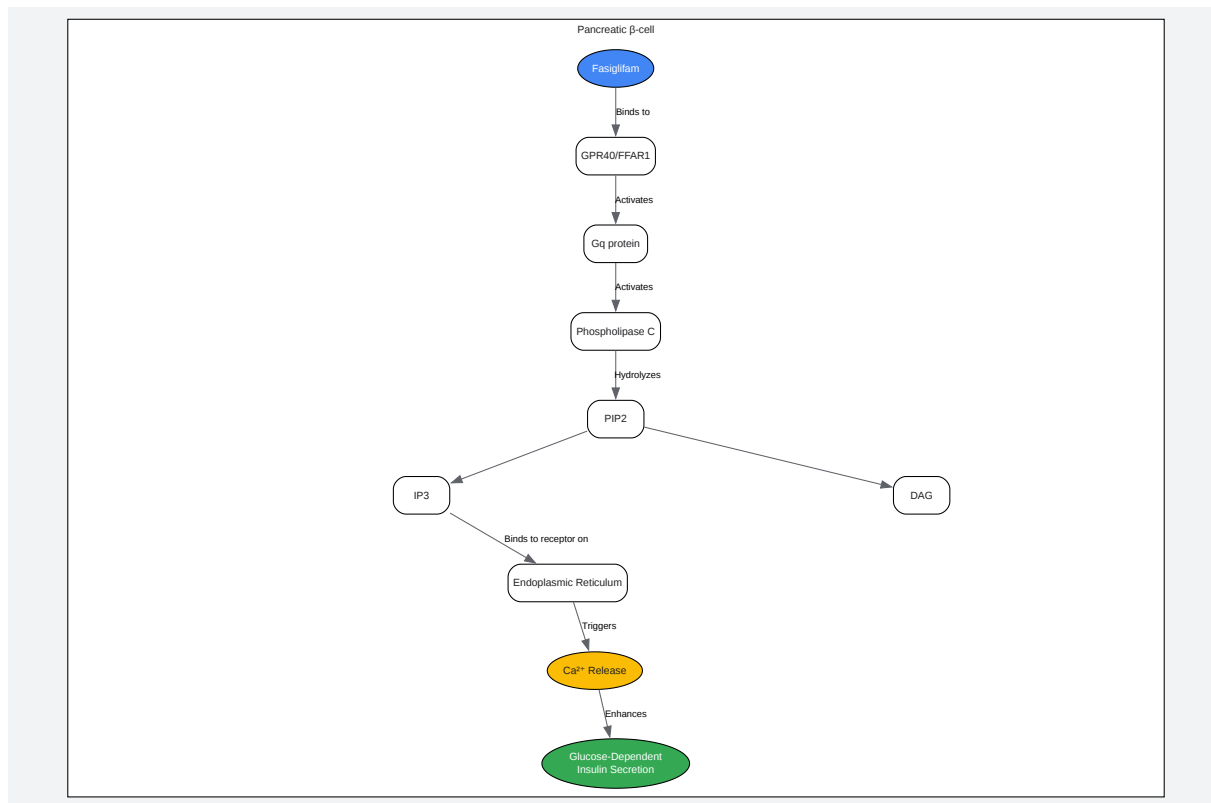 Pancreatic β-cell
Fasiglifam
Binds to
GPR40/FFAR1
Activates
Gq protein
Activates
Phospholipase C
Hydrolyzes
PIP2
IP3
DAG
Binds to receptor on
Endoplasmic Reticulum
Triggers
Ca²⁺ Release
Enhances
Glucose-Dependent
Insulin Secretion